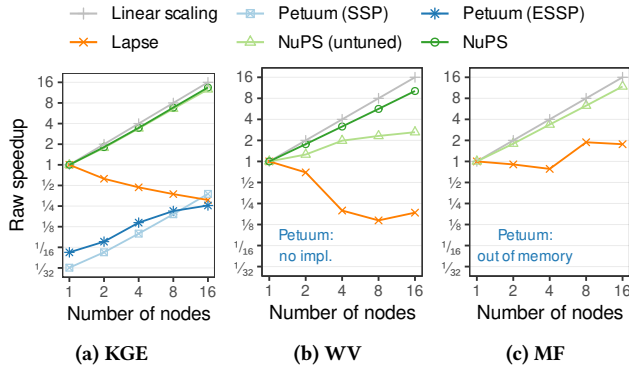 Linear scaling Petuum (SSP) Petuum (ESSP)
Lapse NuPS (untuned) NuPS
Raw speedup
16
8
4
2
1
1/2
1/4
1/8
1/16
1/32
1 2 4 8 16
Number of nodes
(a) KGE
16
8
4
2
1
1/2
1/4
1/8
1/16
1/32
Petuum:
no impl.
1 2 4 8 16
Number of nodes
(b) WV
16
8
4
2
1
1/2
1/4
1/8
1/16
1/32
Petuum:
out of memory
1 2 4 8 16
Number of nodes
(c) MF